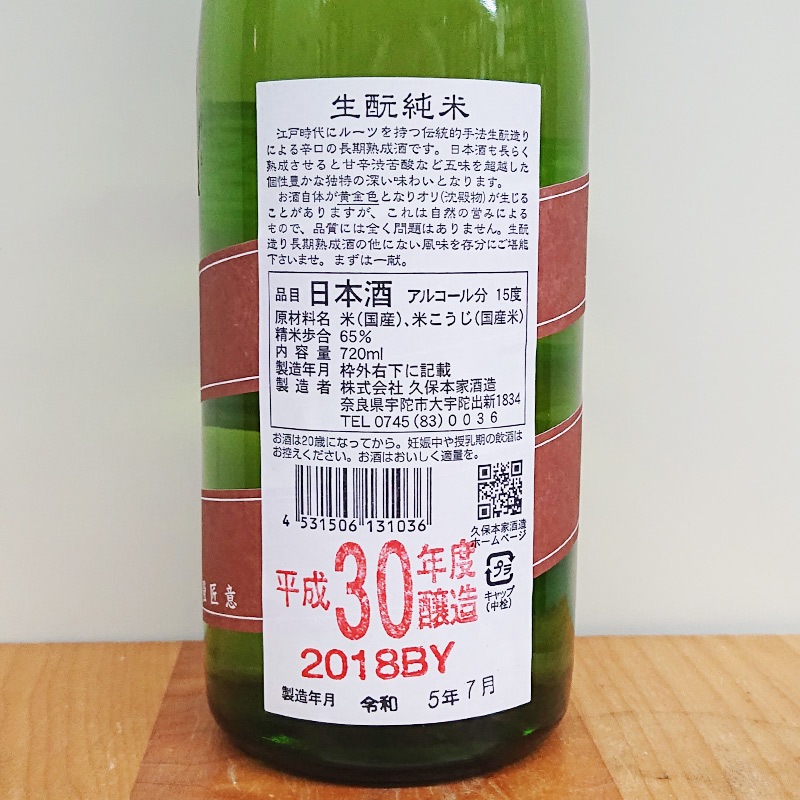 生酛純米
江戸時代にルーツを持つ伝統的手法生酛造り
による辛口の長期熟成酒です。日本酒も長らく
熟成させると甘辛渋苦酸など五味を超越した
個性豊かな独特の深い味わいとなります。
お酒自体が黄金色となりオリ(沈殿物)が生じる
ことがありますが、これは自然の営みによる
もので、品質には全く問題はありません。生酛
造り長期熟成酒の他にない風味を存分にご堪能
下さいませ。まずは一献。
品目 日本酒 アルコール分 15度
原材料名 米(国産)、米こうじ(国産米)
精米歩合 65%
内容量 720ml
製造年月 枠外右下に記載
製造者 株式会社 久保本家酒造
奈良県宇陀市大宇陀出新1834
TEL 0745 (83) 0036
お酒は20歳になってから。妊娠中や授乳期の飲酒は
お控えください。お酒はおいしく適量を。
4 531506 131036
久保本家酒造
ホームページ
プラ
キャップ
(中栓)
平成30年度醸造
2018BY
製造年月 令和 5年7月
匠意